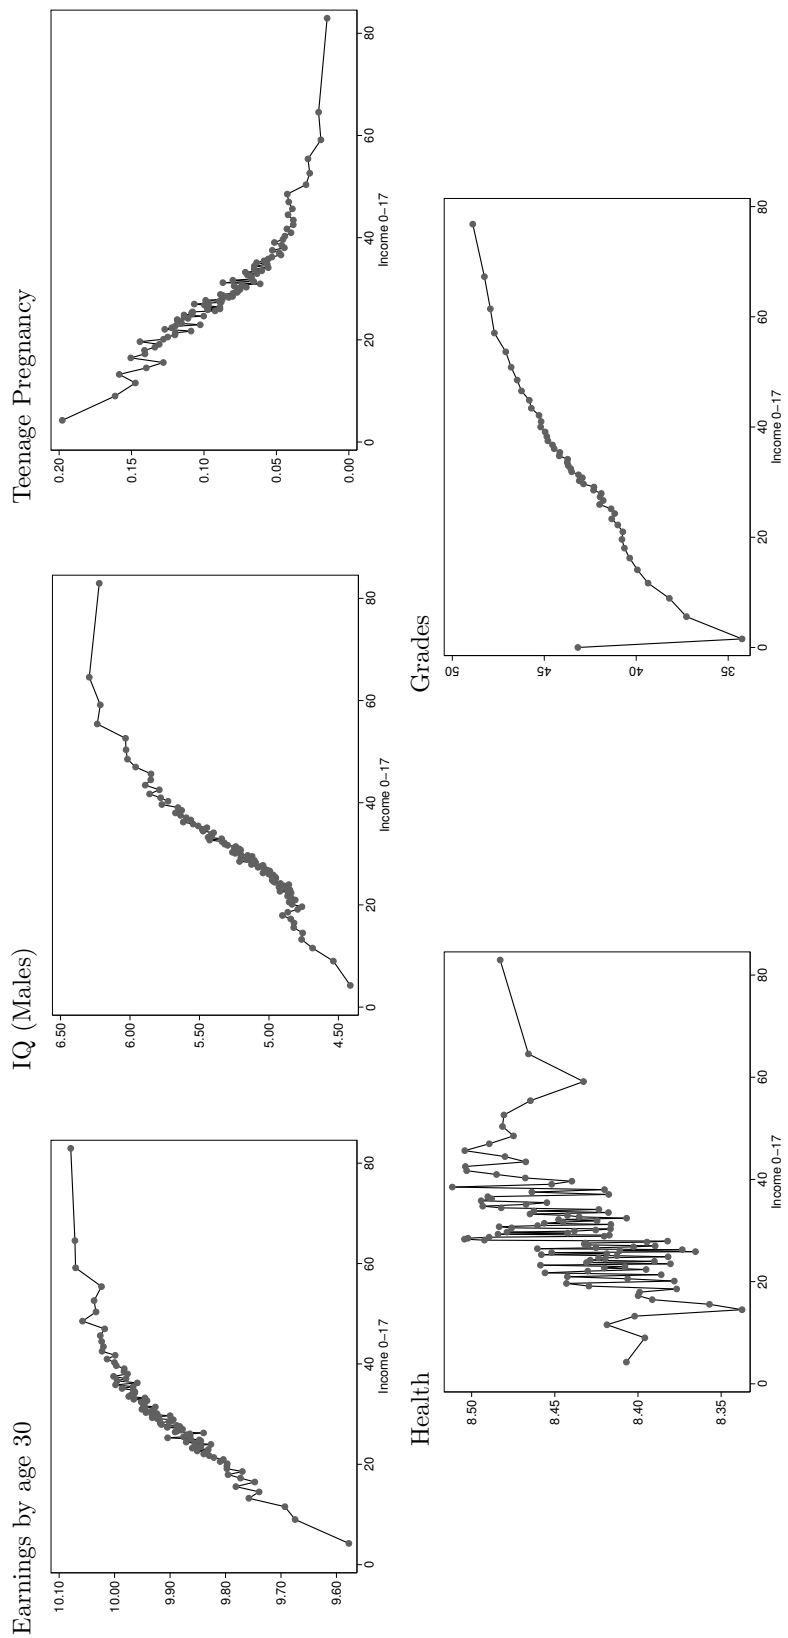 Earnings by age 30
10.10
10.00
9.90
9.80
9.70
9.60
0 20 40 60 80
Income 0−17
IQ (Males)
6.50
6.00
5.50
5.00
4.50
0 20 40 60 80
Income 0−17
Teenage Pregnancy
0.20
0.15
0.10
0.05
0.00
0 20 40 60 80
Income 0−17
Health
8.50
8.45
8.40
8.35
0 20 40 60 80
Income 0−17
Grades
50
45
40
35
0 20 40 60 80
Income 0−17